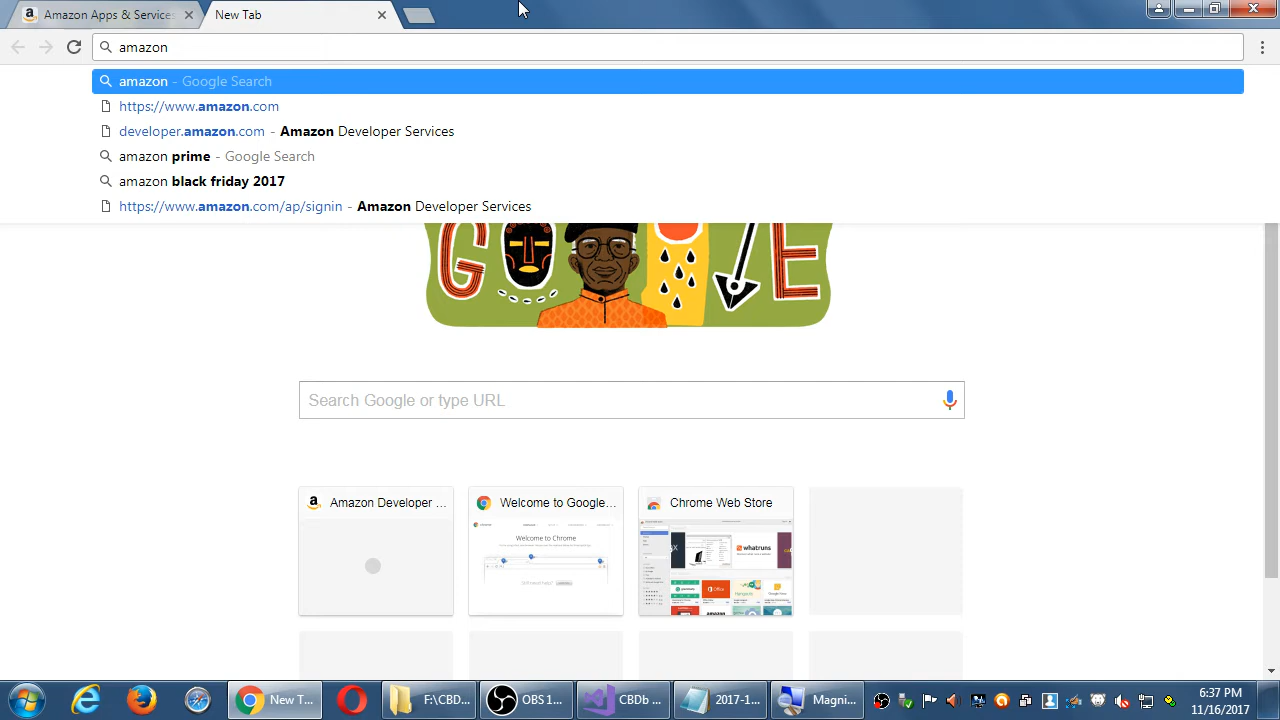 Amazon Apps & Services
New Tab
amazon
amazon - Google Search
https://www.amazon.com
developer.amazon.com - Amazon Developer Services
amazon prime - Google Search
amazon black friday 2017
https://www.amazon.com/ap/signin - Amazon Developer Services
Search Google or type URL
Amazon Developer ...
Welcome to Google...
Chrome Web Store
Welcome to Chrome
whatruns
New T...
F:\CBD...
OBS 1...
CBDb ...
2017-1...
Magni...
6:37 PM
11/16/2017